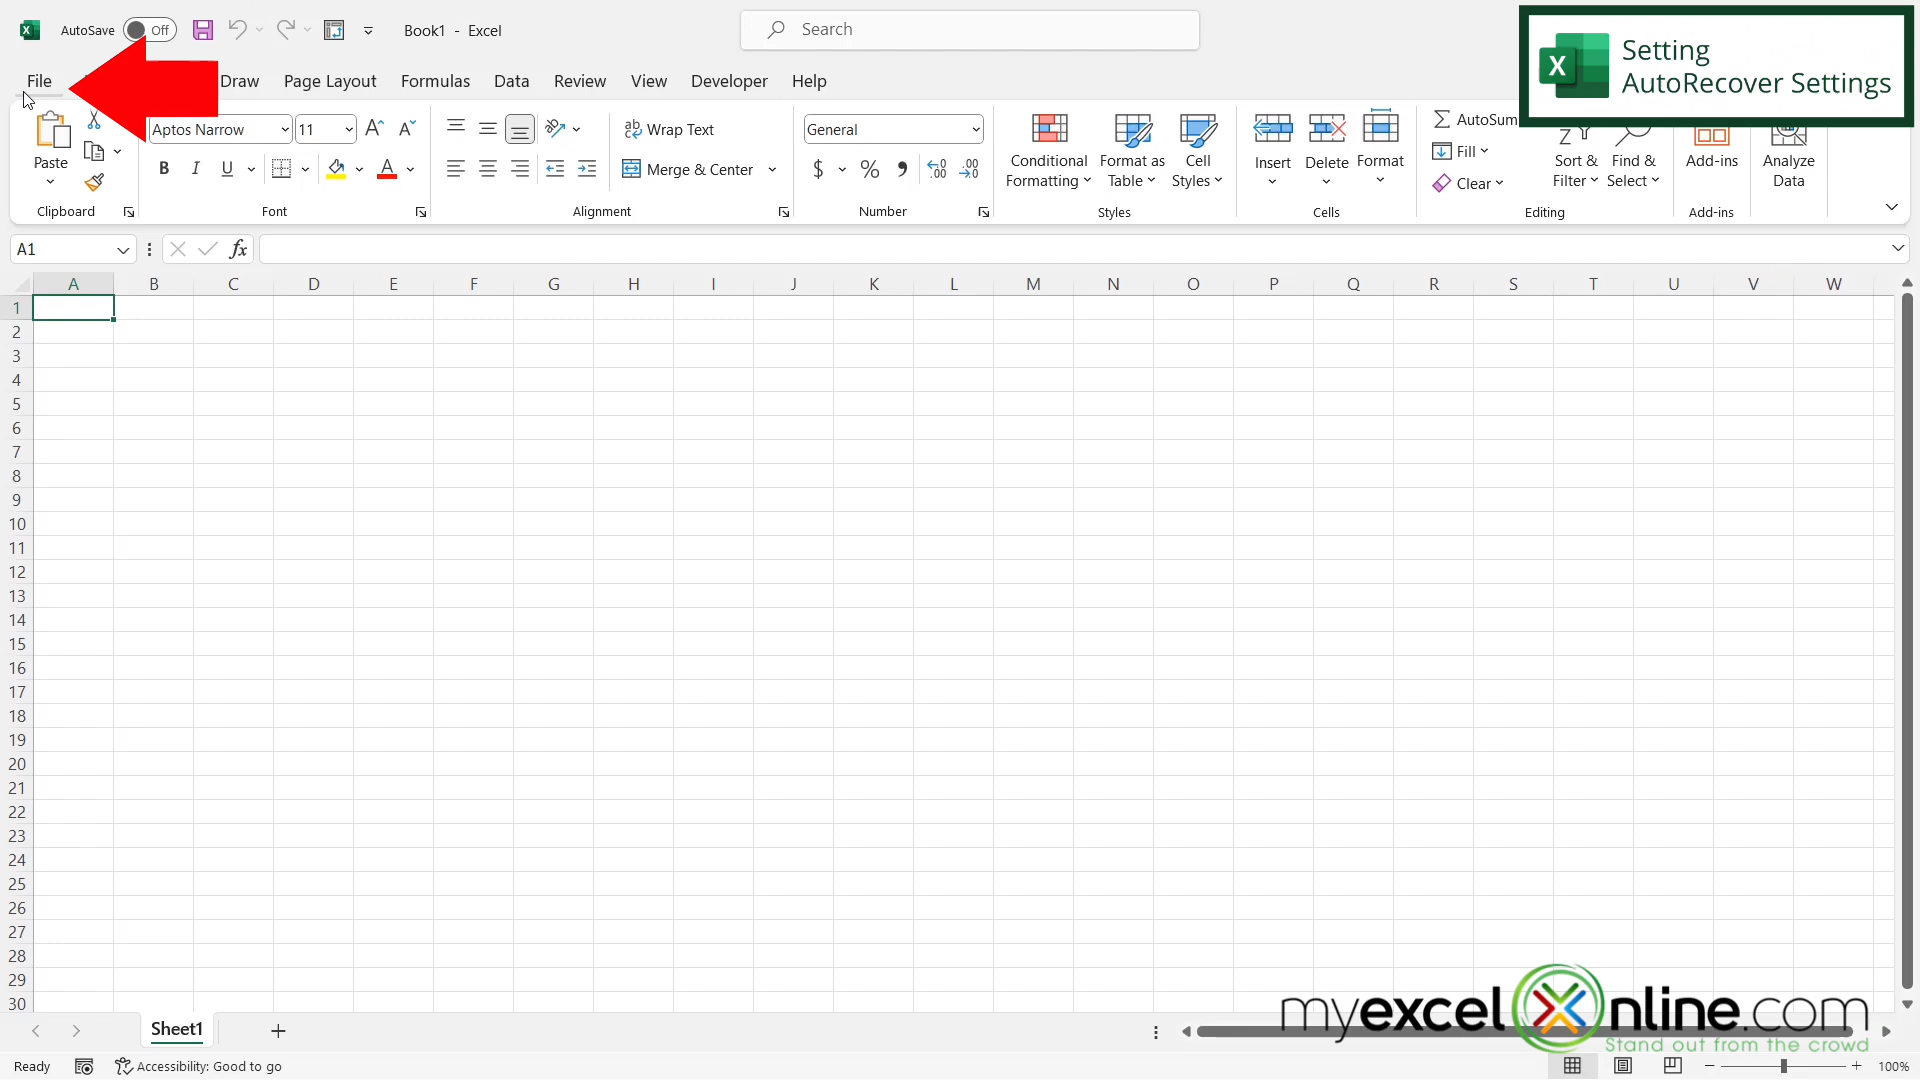 AutoSave Off Book1 - Excel Search
Setting
AutoRecover Settings
File Draw Page Layout Formulas Data Review View Developer Help
Paste
Clipboard
Aptos Narrow 11
B I U
Font
Wrap Text
Merge & Center
Alignment
General
$ % 9
Number
Conditional
Formatting
Format as
Table
Cell
Styles
Styles
Insert
Delete
Format
Cells
AutoSum
Fill
Clear
Sort &
Filter
Find &
Select
Editing
Add-ins
Add-ins
Analyze
Data
A1 fx
A B C D E F G H I J K L M N O P Q R S T U V W
1
2
3
4
5
6
7
8
9
10
11
12
13
14
15
16
17
18
19
20
21
22
23
24
25
26
27
28
29
30
myexcelonline.com
Stand out from the crowd
Sheet1
Ready Accessibility: Good to go 100%